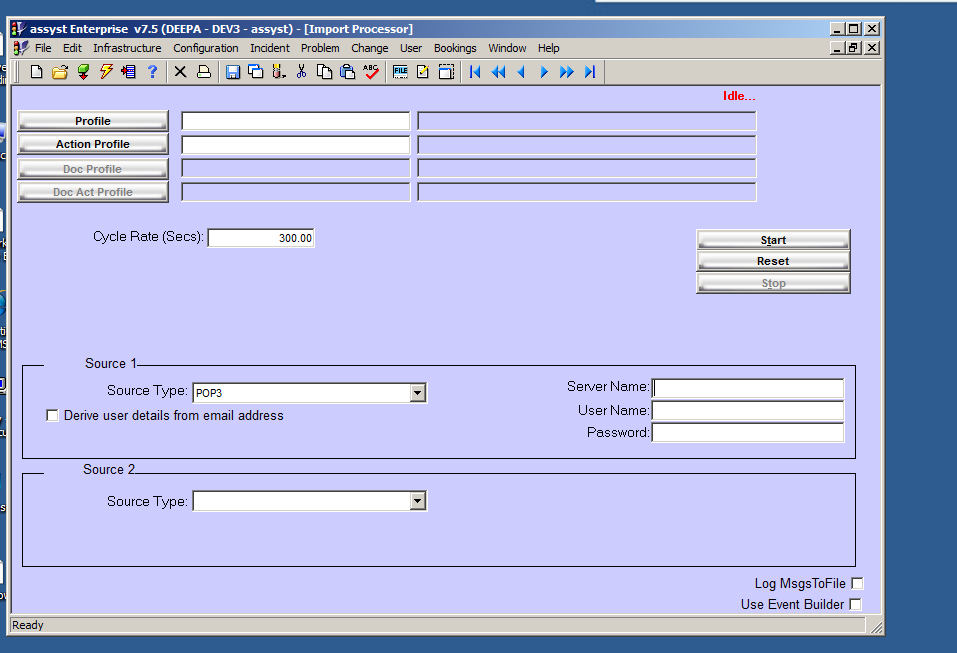 assyst Enterprise v7.5 (DEEPA - DEV3 - assyst) - [Import Processor]
File Edit Infrastructure Configuration Incident Problem Change User Bookings Window Help
ABC FILE
Idle...
Profile
Action Profile
Doc Profile
Doc Act Profile
Cycle Rate (Secs): 300.00
Start
Reset
Stop
Source 1
Source Type: POP3
Server Name:
Derive user details from email address
User Name:
Password:
Source 2
Source Type:
Log MsgsToFile
Use Event Builder
Ready